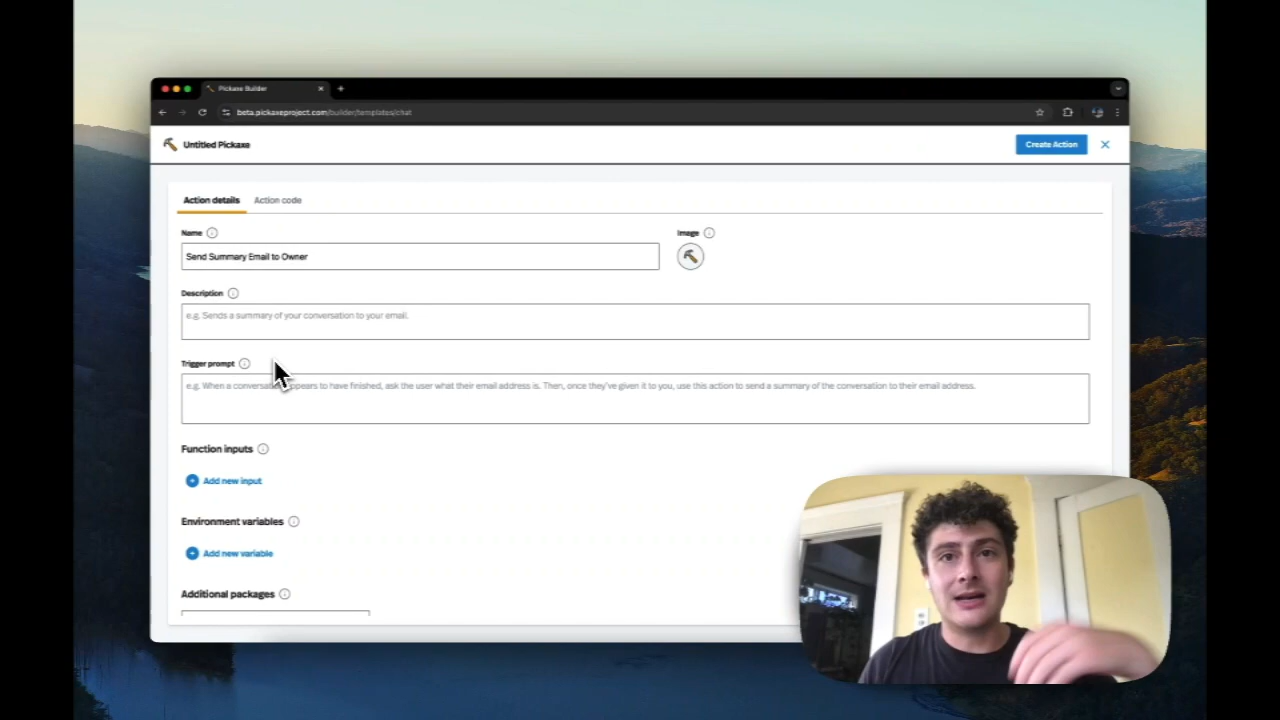 Pickaxe Builder
beta.pickaxeproject.com/builder/templates/chat
Untitled Pickaxe
Create Action
Action details
Action code
Name
Image
Send Summary Email to Owner
Description
e.g. Sends a summary of your conversation to your email.
Trigger prompt
e.g. When a conversation appears to have finished, ask the user what their email address is. Then, once they've given it to you, use this action to send a summary of the conversation to their email address.
Function inputs
Add new input
Environment variables
Add new variable
Additional packages